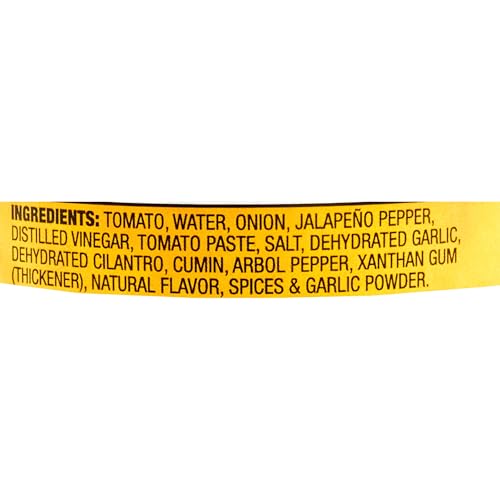 INGREDIENTS: TOMATO, WATER, ONION, JALAPEÑO PEPPER,
DISTILLED VINEGAR, TOMATO PASTE, SALT, DEHYDRATED GARLIC,
DEHYDRATED CILANTRO, CUMIN, ARBOL PEPPER, XANTHAN GUM
(THICKENER), NATURAL FLAVOR, SPICES & GARLIC POWDER.